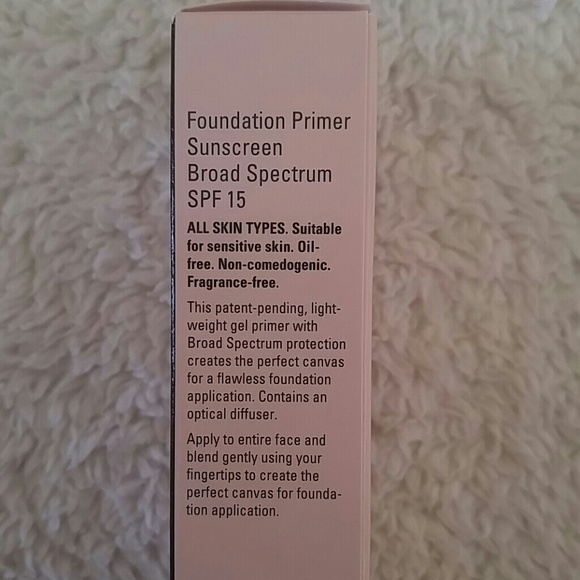 Foundation Primer
Sunscreen
Broad Spectrum
SPF 15
ALL SKIN TYPES. Suitable
for sensitive skin. Oil-
free. Non-comedogenic.
Fragrance-free.
This patent-pending, light-
weight gel primer with
Broad Spectrum protection
creates the perfect canvas
for a flawless foundation
application. Contains an
optical diffuser.
Apply to entire face and
blend gently using your
fingertips to create the
perfect canvas for founda-
tion application.